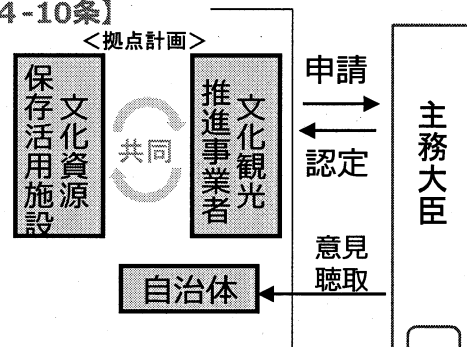 4-10条】
＜拠点計画＞
文化資源
保存活用施設
共同
文化観光
推進事業者
申請
認定
主務大臣
意見
聴取
自治体